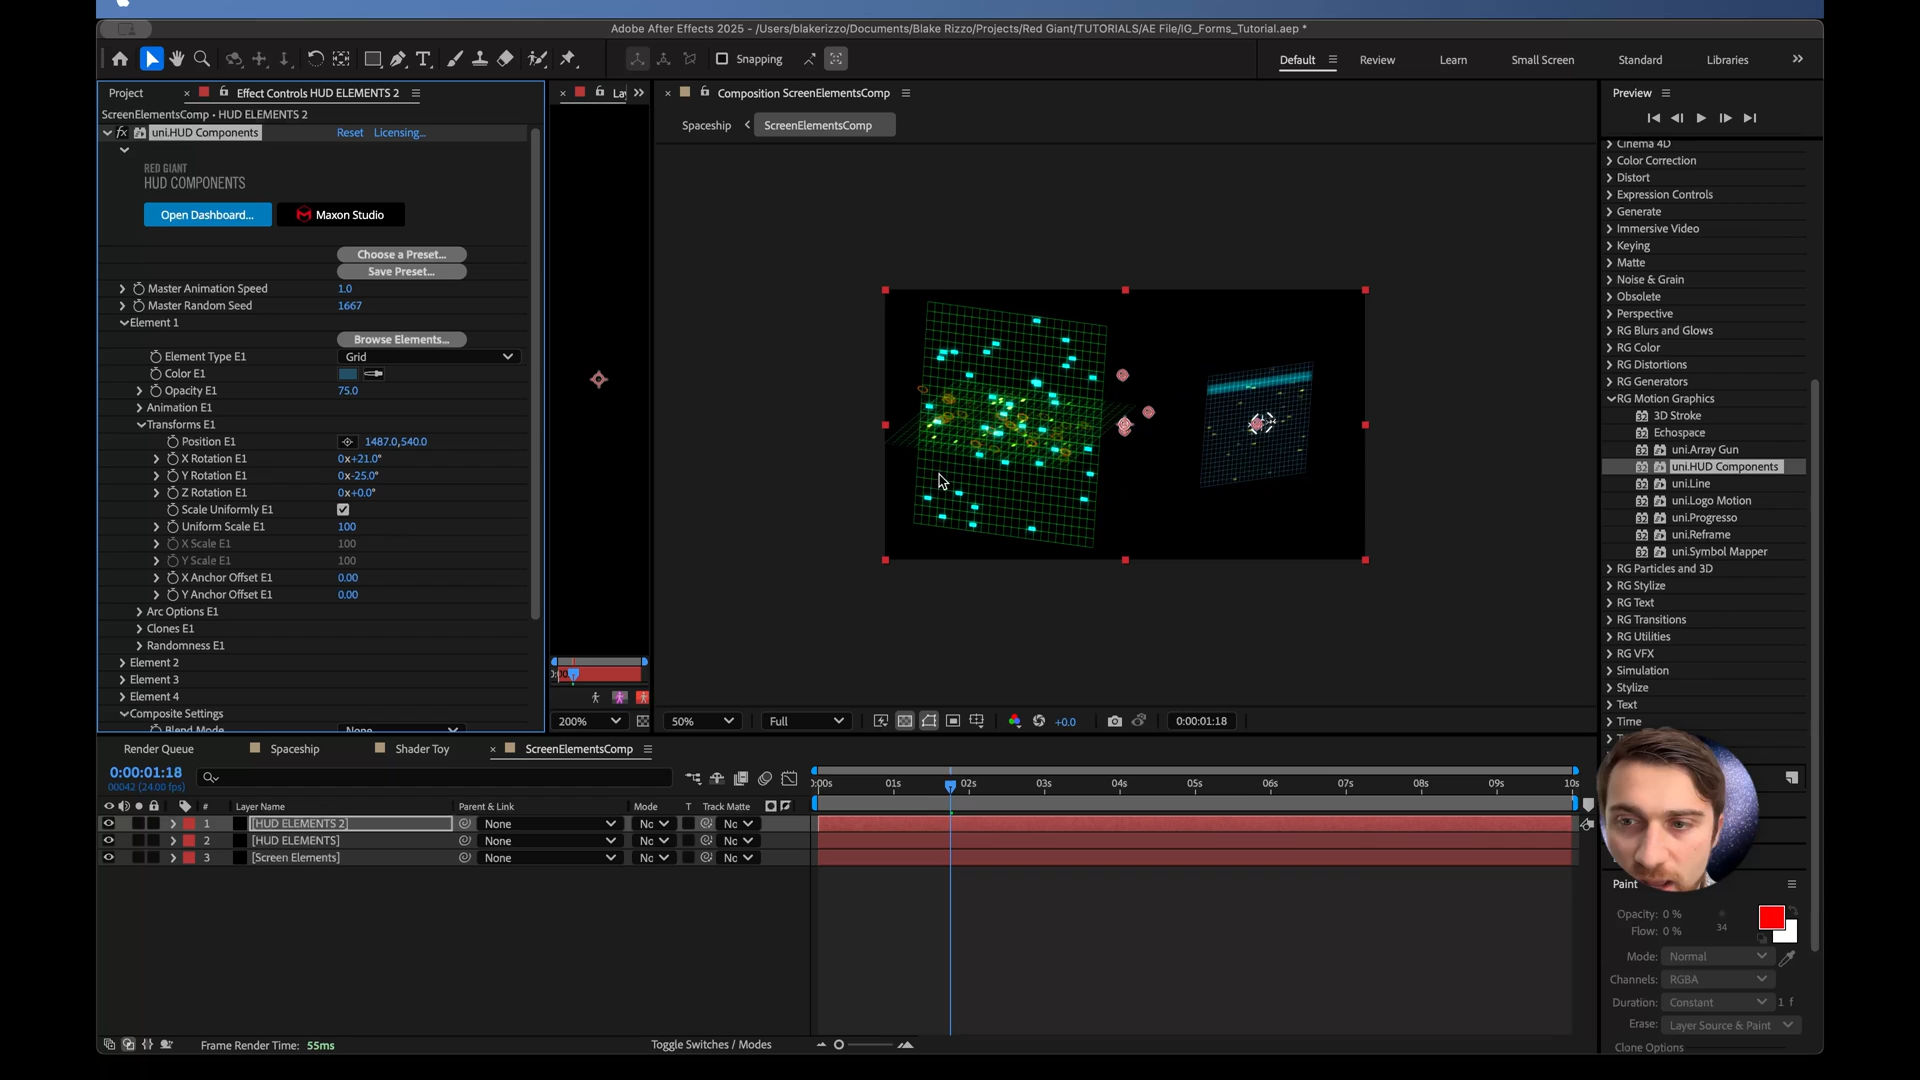 Adobe After Effects 2025 - /Users/blakerizzo/Documents/Blake Rizzo/Projects/Red Giant/TUTORIALS/AE File/IG_Forms_Tutorial.aep *
Snapping
Default
Review
Learn
Small Screen
Standard
Libraries
Project
Effect Controls HUD ELEMENTS 2
Composition ScreenElementsComp
Preview
ScreenElementsComp • HUD ELEMENTS 2
Spaceship
ScreenElementsComp
uni.HUD Components Reset Licensing...
RED GIANT
HUD COMPONENTS
Open Dashboard...
Maxon Studio
Choose a Preset...
Save Preset...
Master Animation Speed 1.0
Master Random Seed 1667
Element 1
Browse Elements...
Element Type E1 Grid
Color E1
Opacity E1 75.0
Animation E1
Transforms E1
Position E1 1487.0,540.0
X Rotation E1 0x+21.0°
Y Rotation E1 0x-25.0°
Z Rotation E1 0x+0.0°
Scale Uniformly E1
Uniform Scale E1 100
X Scale E1 100
Y Scale E1 100
X Anchor Offset E1 0.00
Y Anchor Offset E1 0.00
Arc Options E1
Clones E1
Randomness E1
Element 2
Element 3
Element 4
Composite Settings
Blend Mode None
200%
50%
Full
+0.0
0:00:01:18
Cinema 4D
Color Correction
Distort
Expression Controls
Generate
Immersive Video
Keying
Matte
Noise & Grain
Obsolete
Perspective
RG Blurs and Glows
RG Color
RG Distortions
RG Generators
RG Motion Graphics
3D Stroke
Echospace
uni.Array Gun
uni.HUD Components
uni.Line
uni.Logo Motion
uni.Progresso
uni.Reframe
uni.Symbol Mapper
RG Particles and 3D
RG Stylize
RG Text
RG Transitions
RG Utilities
RG VFX
Simulation
Stylize
Text
Time
Render Queue
Spaceship
Shader Toy
ScreenElementsComp
0:00:01:18
00042 (24.00 fps)
01s 02s 03s 04s 05s 06s 07s 08s 09s 10s
# Layer Name Parent & Link Mode T Track Matte
1 [HUD ELEMENTS 2] None
2 [HUD ELEMENTS] None
3 [Screen Elements] None
Frame Render Time: 55ms
Toggle Switches / Modes
Paint
Opacity: 0 %
Flow: 0 %
34
Mode: Normal
Channels: RGBA
Duration: Constant 1 f
Erase: Layer Source & Paint
Clone Options